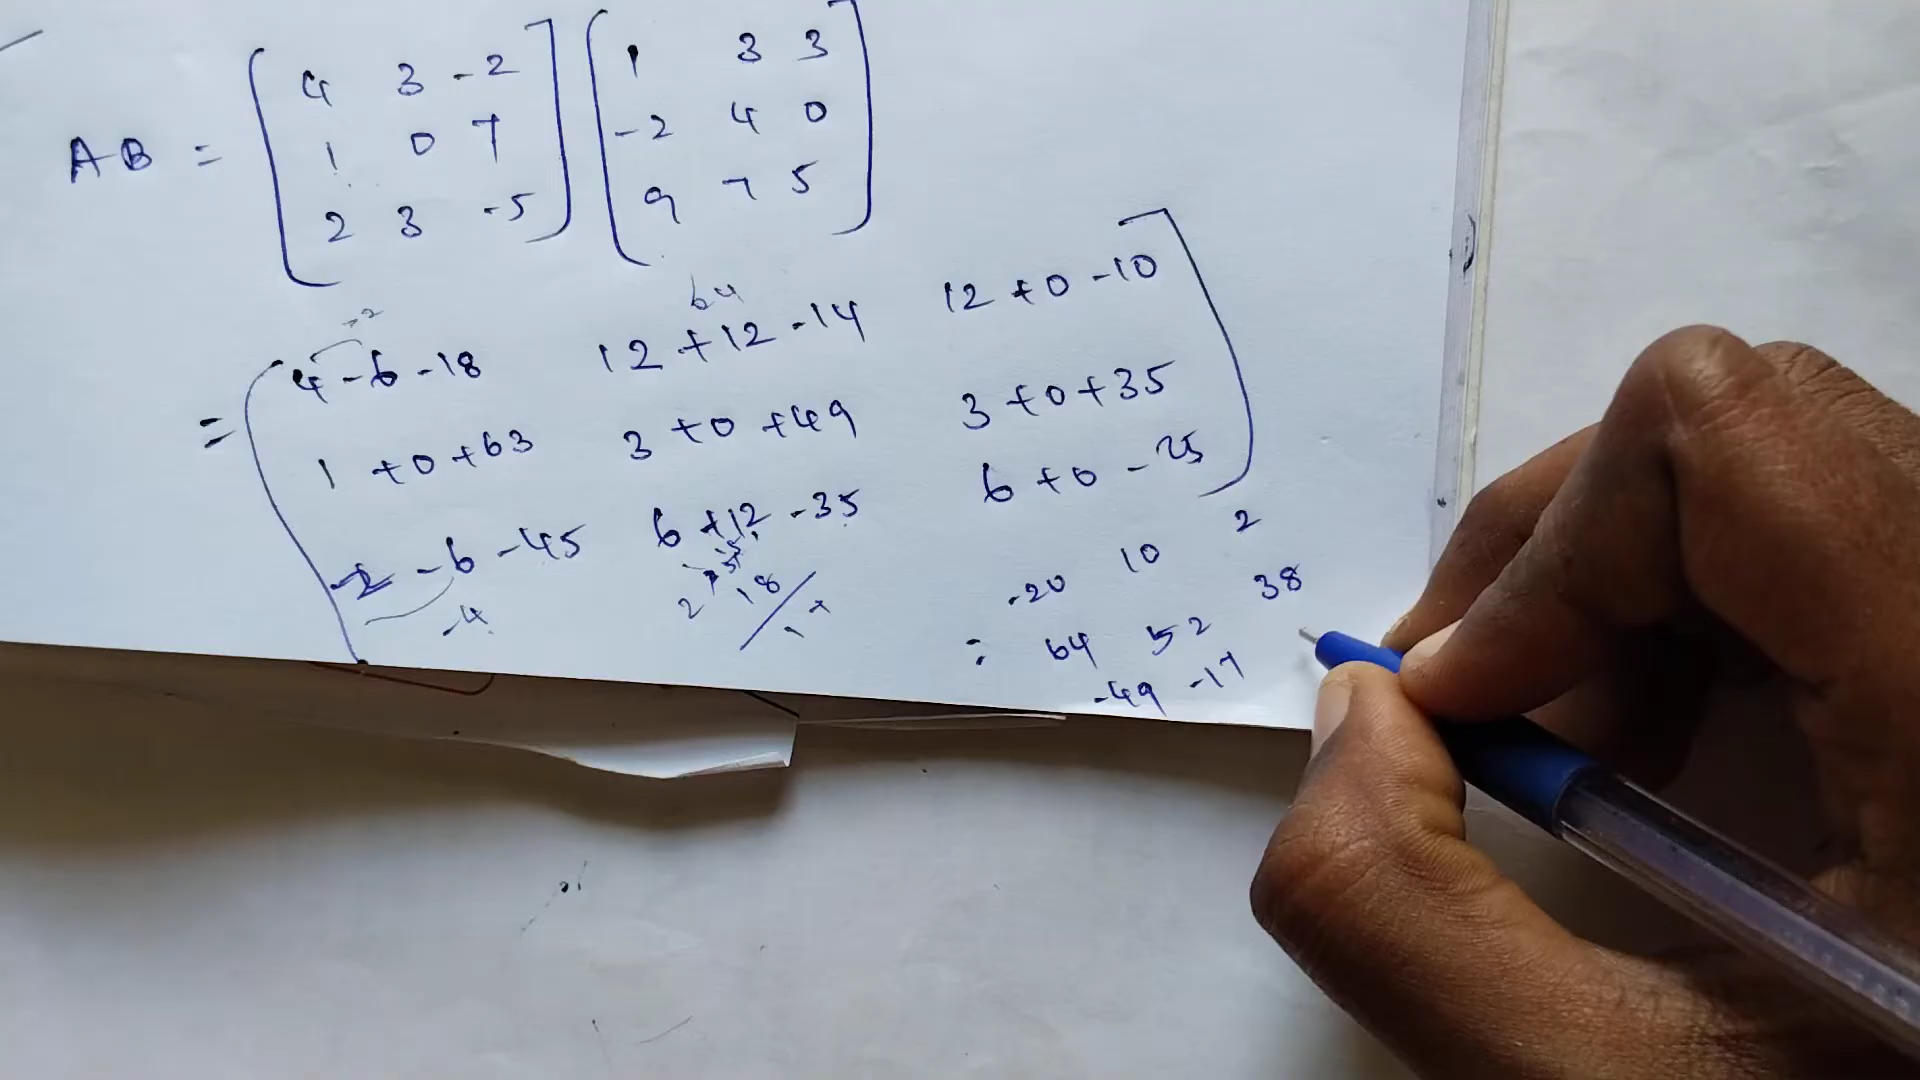 4 3 -2 1 3 3
AB = 1 0 7 -2 4 0
2 3 -5 9 7 5
-2 64
4-6-18 12+12-14 12+0-10
= 1+0+63 3+0+49 3+0+35
2-6-45 6+12-35 6+0-25
-4 18
-20 10 2
= 64 52 38
-49 -17